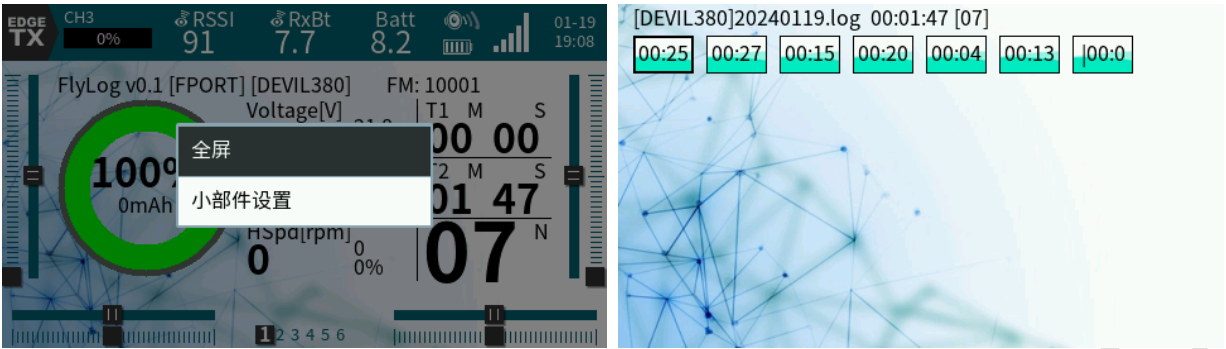 EDGE TX
CH3
0%
RSSI
91
RxBt
7.7
Batt
8.2
01-19
19:08
FlyLog v0.1 [FPORT] [DEVIL380]
FM: 10001
Voltage[V]
100%
0mAh
全屏
小部件设置
HSpd[rpm]
0
0
0%
T1 M S
00 00
T2 M S
01 47
07 N
1 2 3 4 5 6
[DEVIL380]20240119.log 00:01:47 [07]
00:25 00:27 00:15 00:20 00:04 00:13 |00:0